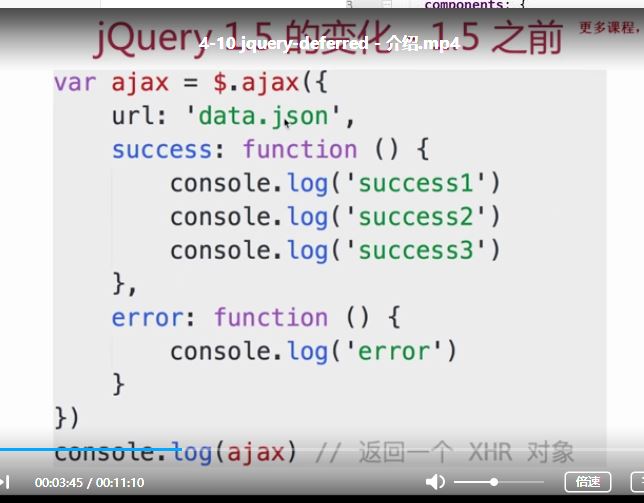 3
components: {
更多课程，
jQuery 1.5 的变化 - 1.5 之前
4-10 jquery-deferred - 介绍.mp4
var ajax = $.ajax({
url: 'data.json',
success: function () {
console.log('success1')
console.log('success2')
console.log('success3')
},
error: function () {
console.log('error')
}
})
console.log(ajax) // 返回一个 XHR 对象
00:03:45 / 00:11:10
倍速